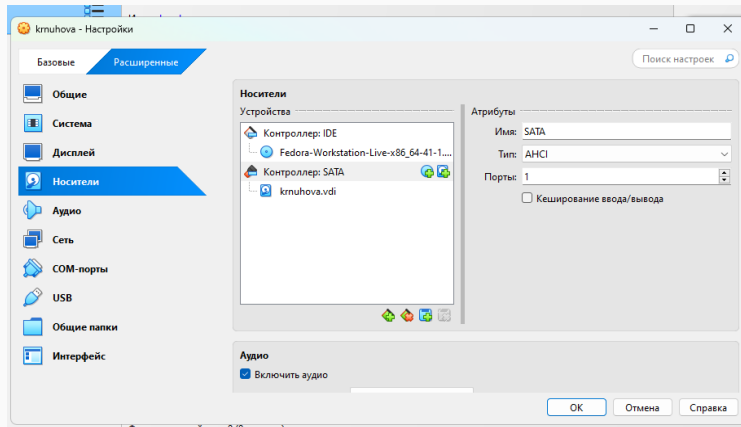 krnuhova - Настройки
Базовые
Расширенные
Поиск настроек
Общие
Система
Дисплей
Носители
Аудио
Сеть
COM-порты
USB
Общие папки
Интерфейс
Носители
Устройства
Контроллер: IDE
Fedora-Workstation-Live-x86_64-41-1....
Контроллер: SATA
krnuhova.vdi
Атрибуты
Имя: SATA
Тип: AHCI
Порты: 1
Кеширование ввода/вывода
Аудио
Включить аудио
OK
Отмена
Справка